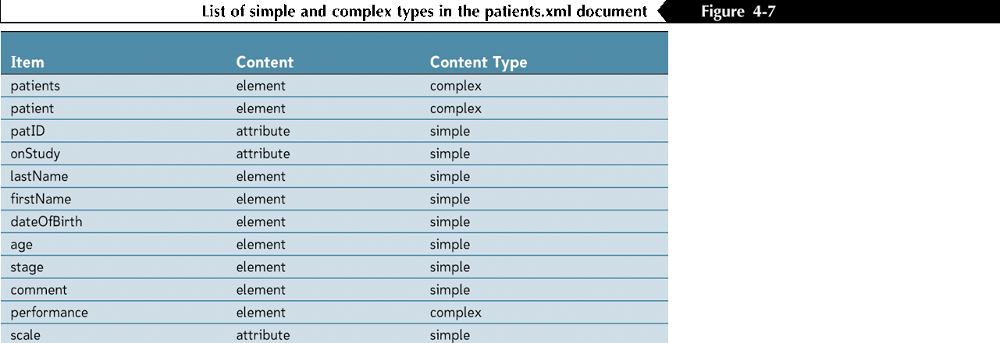 List of simple and complex types in the patients.xml document Figure 4-7
Item Content Content Type
patients element complex
patient element complex
patID attribute simple
onStudy attribute simple
lastName element simple
firstName element simple
dateOfBirth element simple
age element simple
stage element simple
comment element simple
performance element complex
scale attribute simple